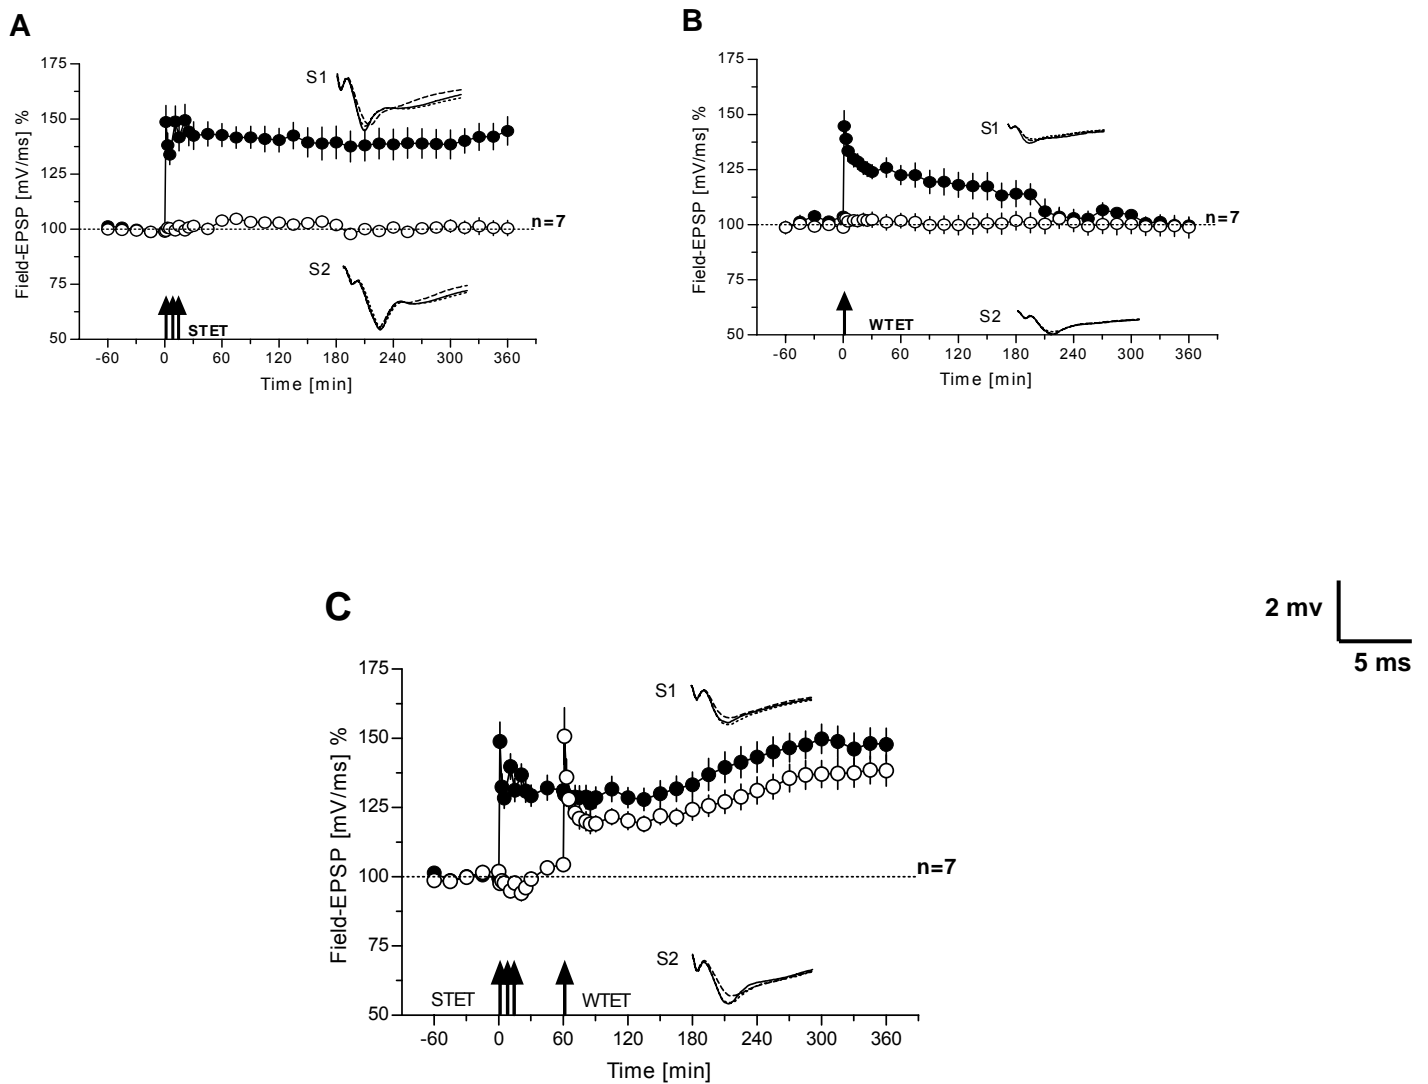 A
Field-EPSP [mV/ms] %
175
150
125
100
75
50
S1
n=7
S2
STET
-60 0 60 120 180 240 300 360
Time [min]
B
Field-EPSP [mV/ms] %
175
150
125
100
75
50
S1
n=7
S2
WTET
-60 0 60 120 180 240 300 360
Time [min]
C
Field-EPSP [mV/ms] %
175
150
125
100
75
50
S1
n=7
S2
STET WTET
-60 0 60 120 180 240 300 360
Time [min]
2 mv
5 ms